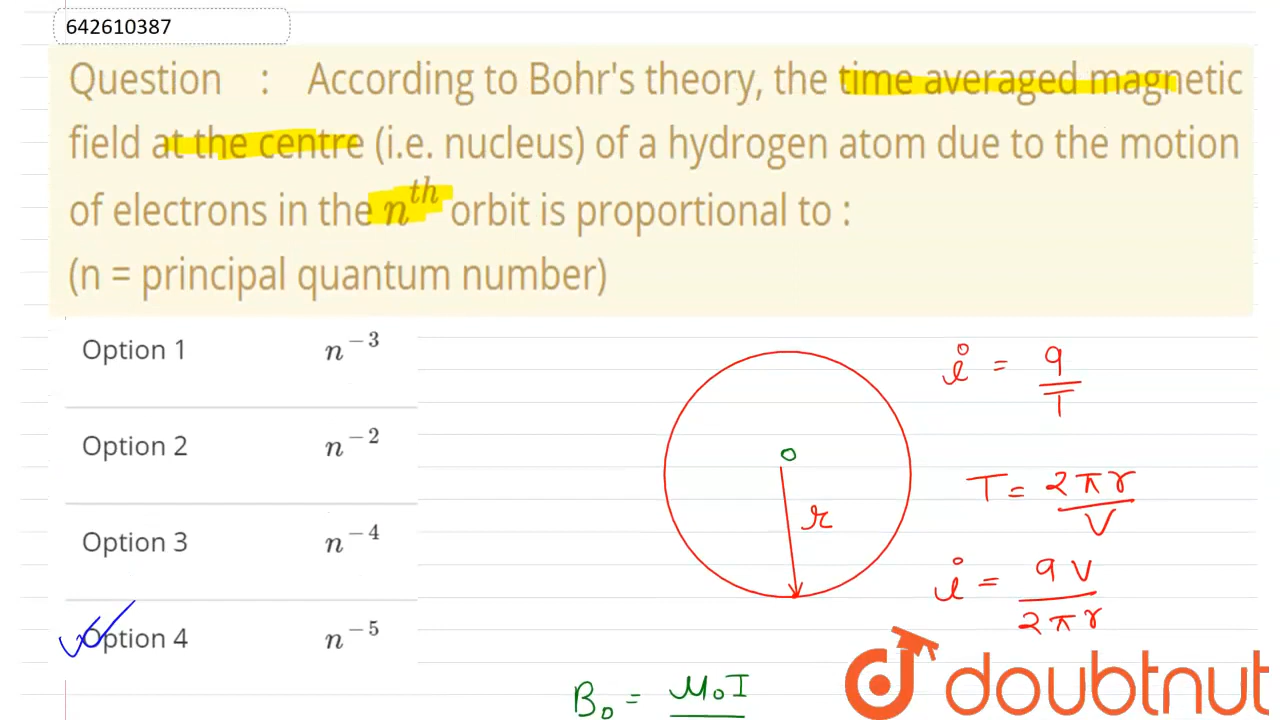 642610387
Question : According to Bohr's theory, the time averaged magnetic
field at the centre (i.e. nucleus) of a hydrogen atom due to the motion
of electrons in the n^th orbit is proportional to :
(n = principal quantum number)
Option 1 n^-3
Option 2 n^-2
Option 3 n^-4
Option 4 n^-5
o
r
i = q/T
T = 2πr/V
i = qV/2πr
B₀ = μ₀I
doubtnut